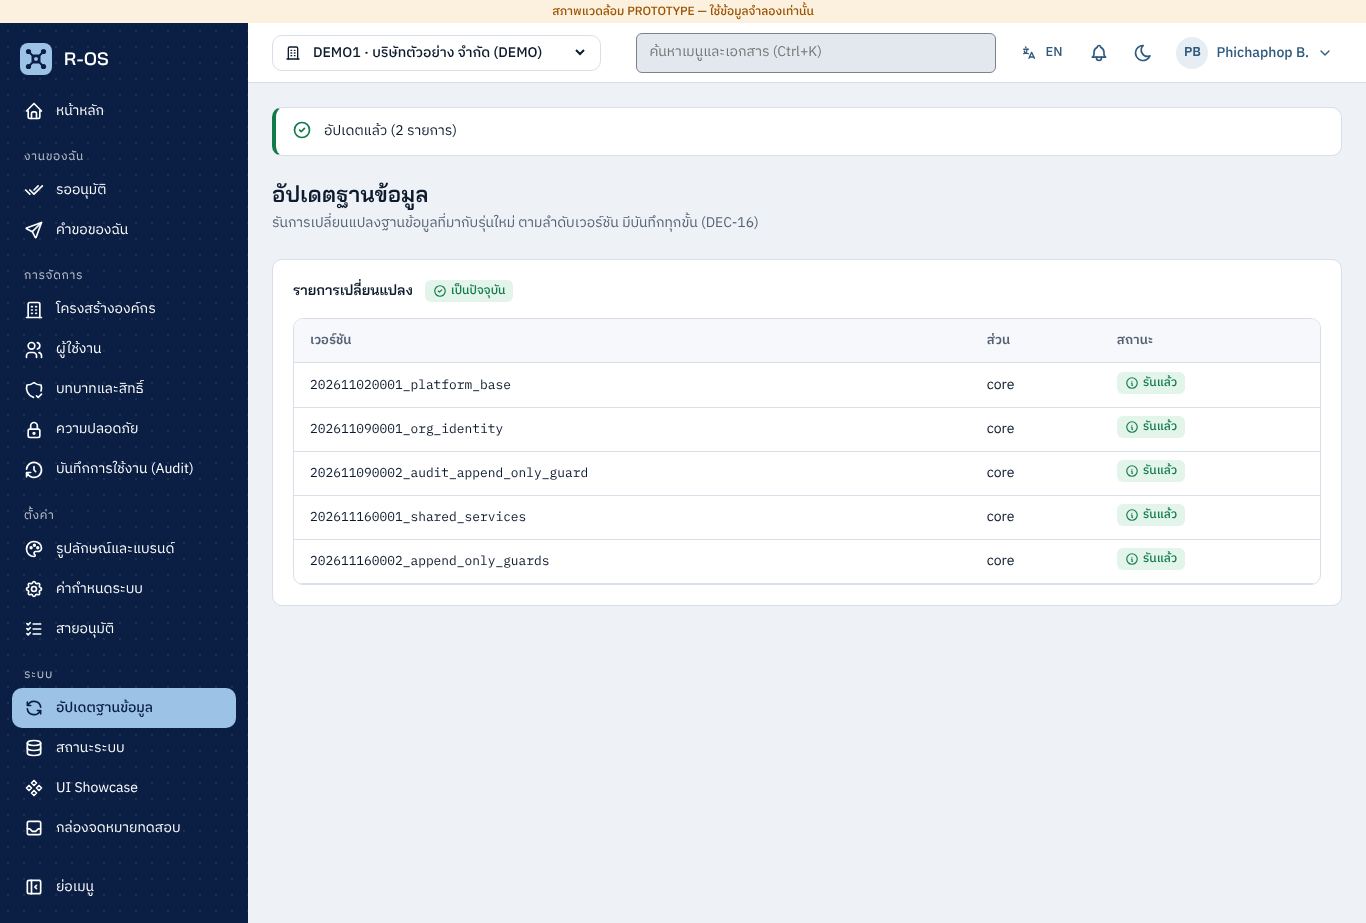 สภาพแวดล้อม PROTOTYPE — ใช้ข้อมูลจำลองเท่านั้น
R-OS
DEMO1 · บริษัทตัวอย่าง จำกัด (DEMO)
ค้นหาเมนูและเอกสาร (Ctrl+K)
EN
PB
Phichaphop B.
หน้าหลัก
งานของฉัน
รออนุมัติ
คำขอของฉัน
การจัดการ
โครงสร้างองค์กร
ผู้ใช้งาน
บทบาทและสิทธิ์
ความปลอดภัย
บันทึกการใช้งาน (Audit)
ตั้งค่า
รูปลักษณ์และแบรนด์
ค่ากำหนดระบบ
สายอนุมัติ
ระบบ
อัปเดตฐานข้อมูล
สถานะระบบ
UI Showcase
กล่องจดหมายทดสอบ
ย่อเมนู
อัปเดตแล้ว (2 รายการ)
อัปเดตฐานข้อมูล
รันการเปลี่ยนแปลงฐานข้อมูลที่มากับรุ่นใหม่ ตามลำดับเวอร์ชัน มีบันทึกทุกขั้น (DEC-16)
รายการเปลี่ยนแปลง เป็นปัจจุบัน
เวอร์ชัน ส่วน สถานะ
202611020001_platform_base core รันแล้ว
202611090001_org_identity core รันแล้ว
202611090002_audit_append_only_guard core รันแล้ว
202611160001_shared_services core รันแล้ว
202611160002_append_only_guards core รันแล้ว